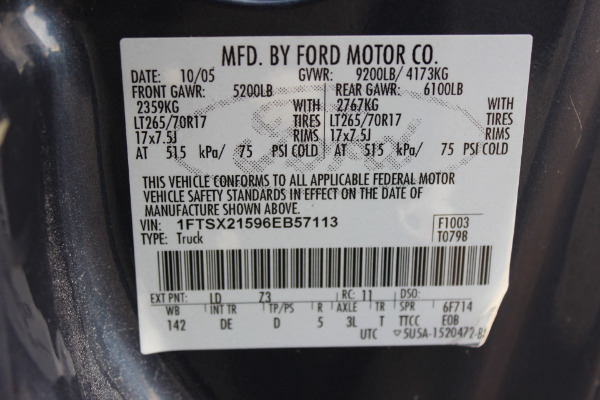 MFD. BY FORD MOTOR CO.
DATE: 10/05 GVWR: 9200LB/ 4173KG
FRONT GAWR: 5200LB REAR GAWR: 6100LB
2359KG WITH 2767KG WITH
LT265/70R17 TIRES LT265/70R17 TIRES
17x7.5J RIMS 17x7.5J RIMS
AT 515 kPa/ 75 PSI COLD AT 515 kPa/ 75 PSI COLD
THIS VEHICLE CONFORMS TO ALL APPLICABLE FEDERAL MOTOR
VEHICLE SAFETY STANDARDS IN EFFECT ON THE DATE OF
MANUFACTURE SHOWN ABOVE.
VIN: 1FTSX21596EB57113 F1003
TYPE: Truck T0798
EXT PNT: LD Z3 RC: 11 DSO:
WB INT TR TP/PS R AXLE TR SPR 6F714
142 DE D 5 3L T TTCC EOB
UTC 5U5A-1520472-B